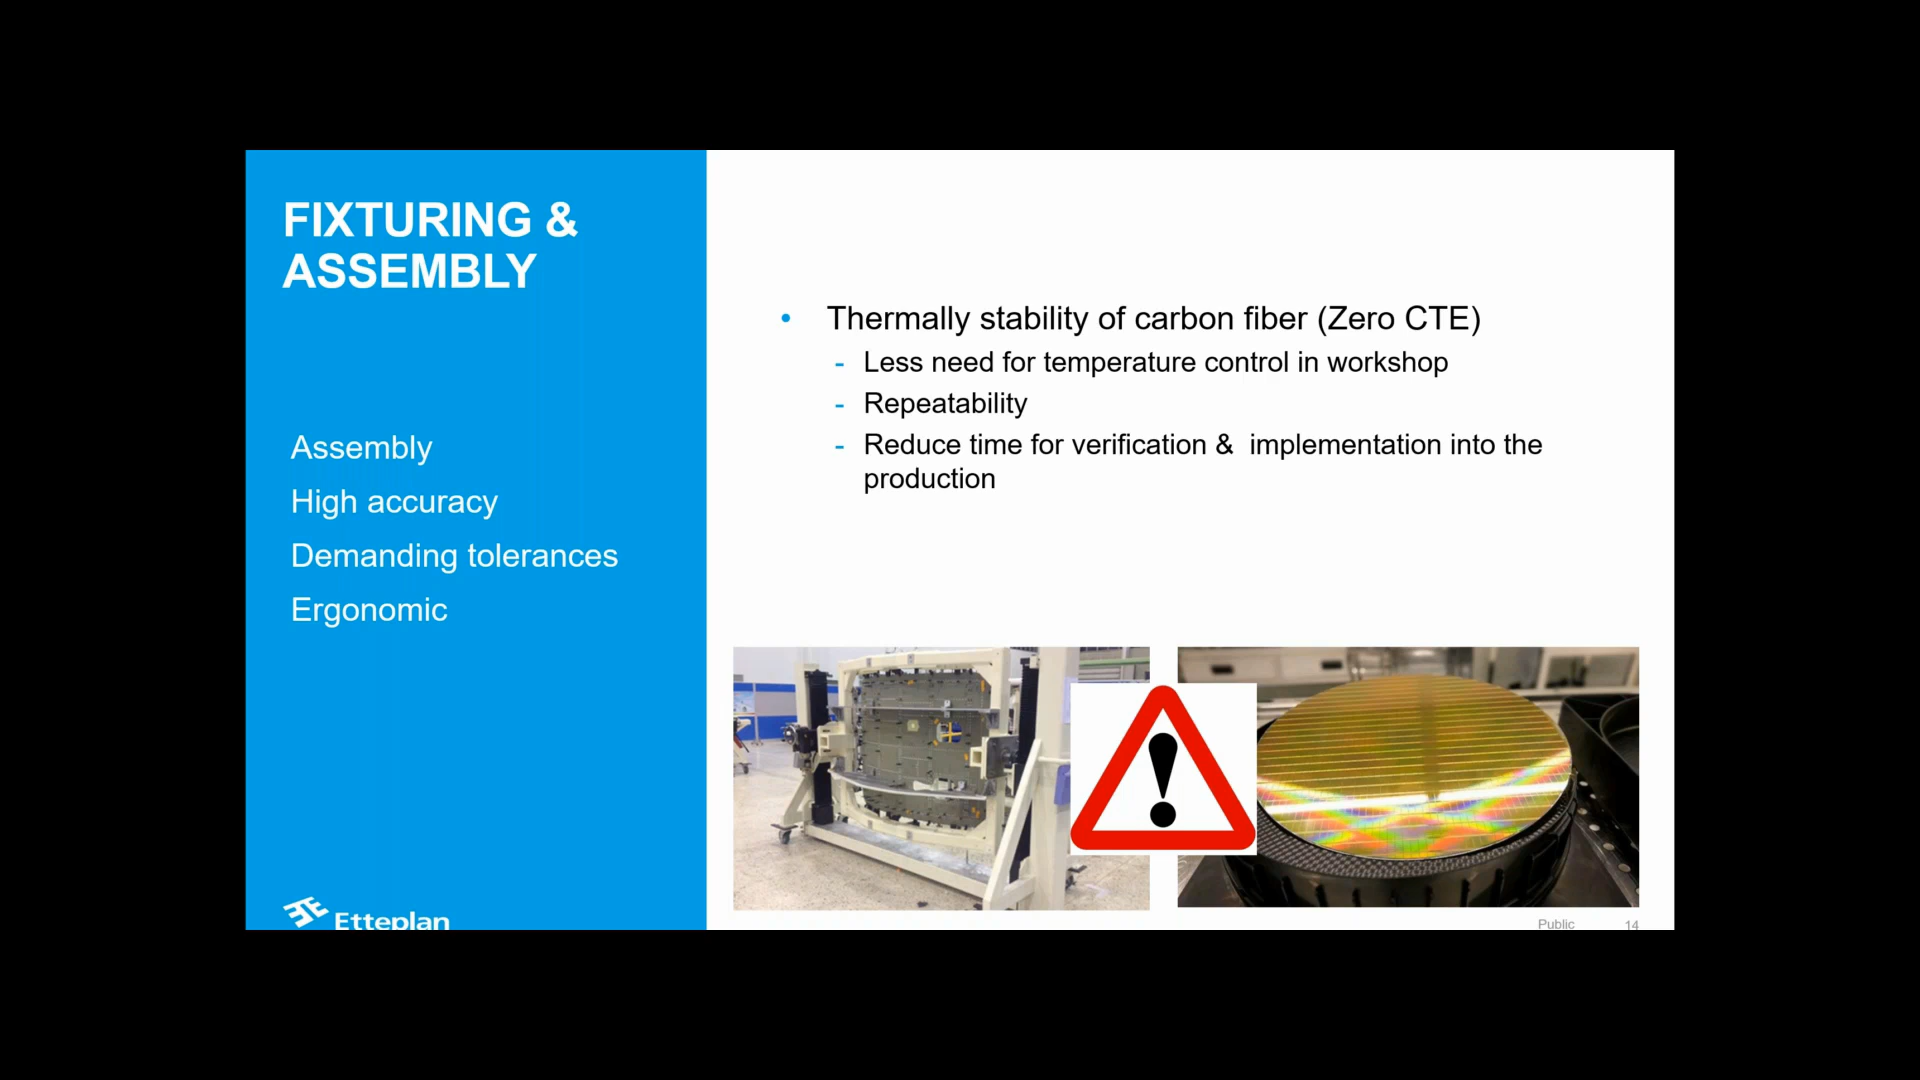 FIXTURING &
ASSEMBLY
Assembly
High accuracy
Demanding tolerances
Ergonomic
Etteplan
• Thermally stability of carbon fiber (Zero CTE)
- Less need for temperature control in workshop
- Repeatability
- Reduce time for verification & implementation into the
production
Public 14